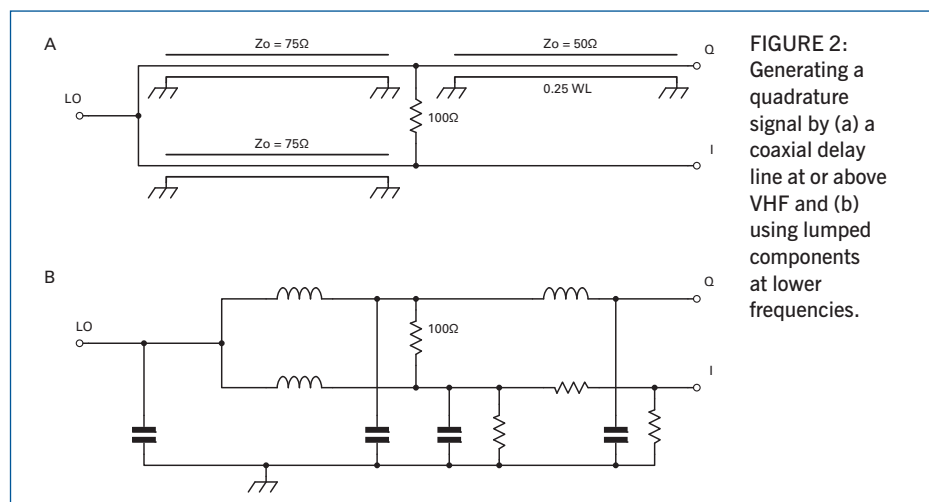 A
Zo = 75Ω
Zo = 50Ω
Q
LO
0.25 WL
100Ω
Zo = 75Ω
I
B
Q
LO
100Ω
I
FIGURE 2:
Generating a
quadrature
signal by (a) a
coaxial delay
line at or above
VHF and (b)
using lumped
components
at lower
frequencies.